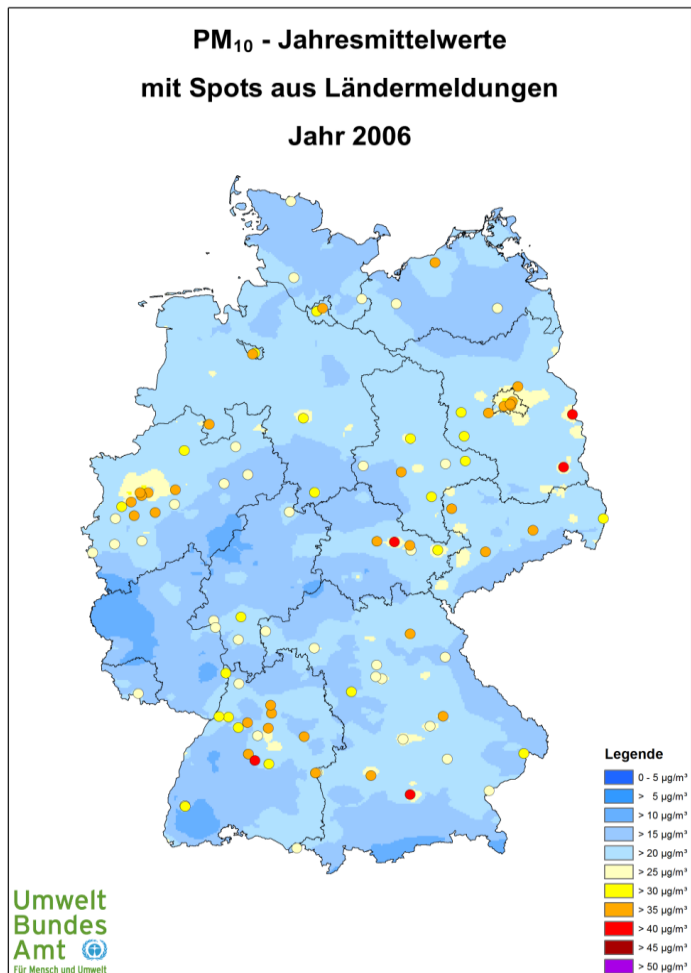 PM₁₀ - Jahresmittelwerte
mit Spots aus Ländermeldungen
Jahr 2006
Legende
0 - 5 µg/m³
> 5 µg/m³
> 10 µg/m³
> 15 µg/m³
> 20 µg/m³
> 25 µg/m³
> 30 µg/m³
> 35 µg/m³
> 40 µg/m³
> 45 µg/m³
> 50 µg/m³
Umwelt
Bundes
Amt
Für Mensch und Umwelt